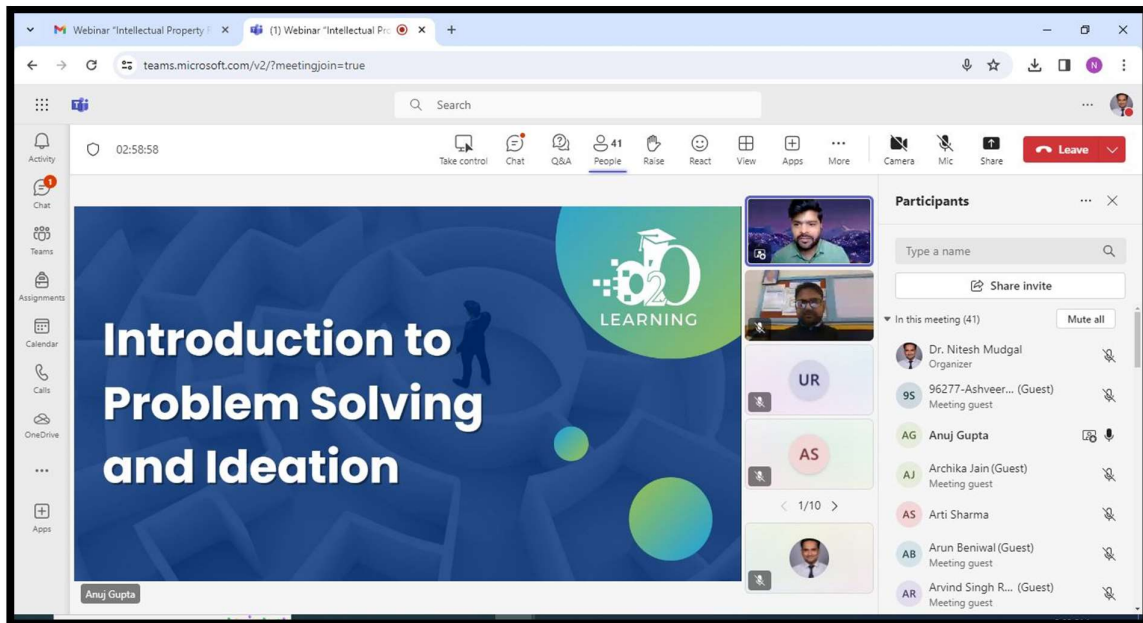 Webinar "Intellectual Property R
(1) Webinar "Intellectual Pro
teams.microsoft.com/v2/?meetingjoin=true
N
Search
02:58:58
Take control
Chat
Q&A
41
People
Raise
React
View
Apps
More
Camera
Mic
Share
Leave
Activity
1
Chat
Teams
Assignments
Calendar
Calls
OneDrive
Apps
LEARNING
Introduction to
Problem Solving
and Ideation
Anuj Gupta
UR
AS
1/10
Participants
Type a name
Share invite
In this meeting (41)
Mute all
Dr. Nitesh Mudgal
Organizer
9S
96277-Ashveer... (Guest)
Meeting guest
AG
Anuj Gupta
AJ
Archika Jain (Guest)
Meeting guest
AS
Arti Sharma
AB
Arun Beniwal (Guest)
Meeting guest
AR
Arvind Singh R... (Guest)
Meeting guest